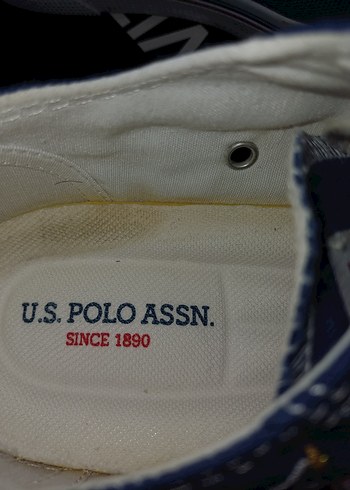 U.S. POLO ASSN.
SINCE 1890